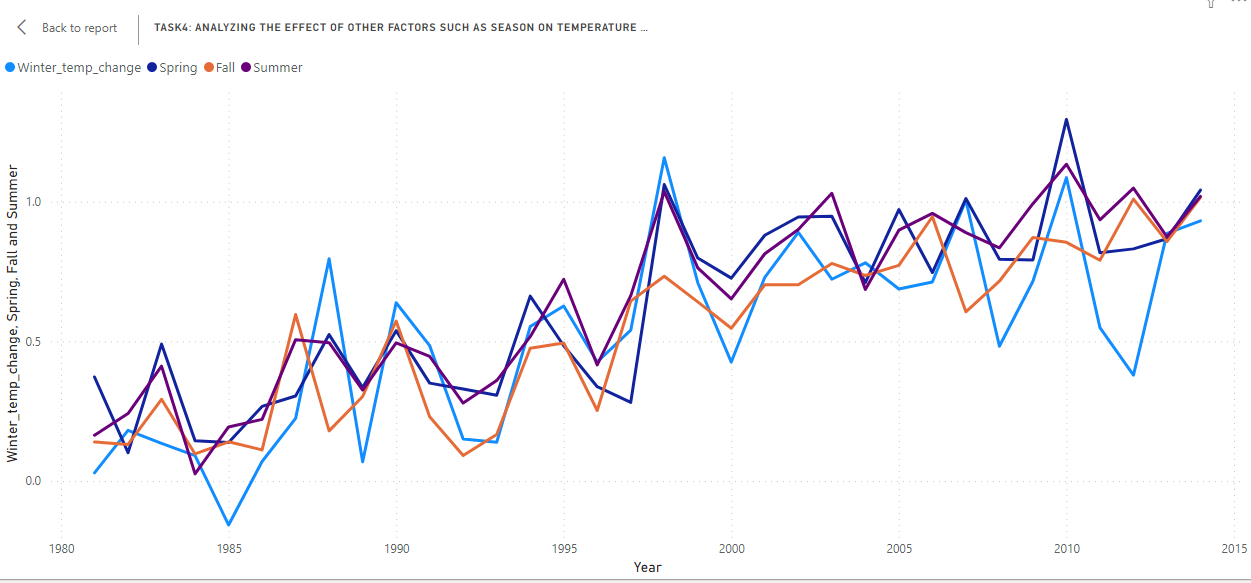 Back to report
TASK4: ANALYZING THE EFFECT OF OTHER FACTORS SUCH AS SEASON ON TEMPERATURE ...
Winter_temp_change Spring Fall Summer
Winter_temp_change, Spring, Fall and Summer
1.0
0.5
0.0
1980 1985 1990 1995 2000 2005 2010 2015
Year